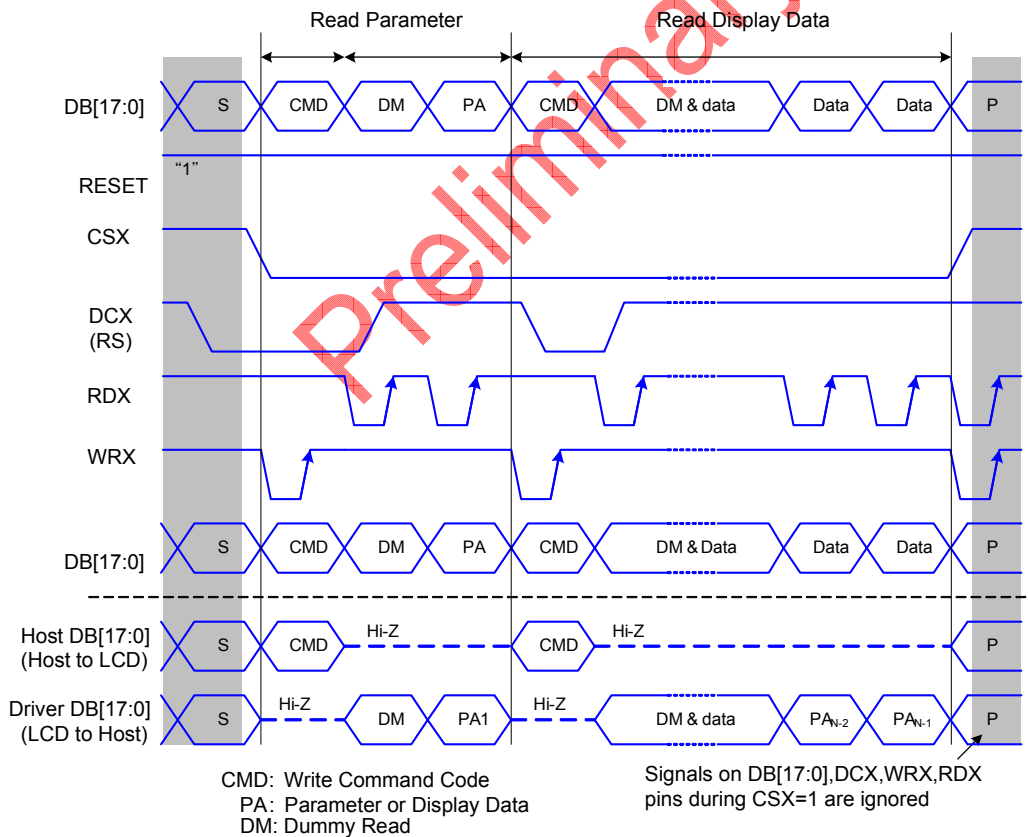 Read Parameter
Read Display Data
DB[17:0] S CMD DM PA CMD DM & data Data Data P
RESET "1"
CSX
DCX
(RS)
RDX
WRX
DB[17:0] S CMD DM PA CMD DM & Data Data Data P
Host DB[17:0]
(Host to LCD)
S CMD Hi-Z CMD Hi-Z P
Driver DB[17:0]
(LCD to Host)
S Hi-Z DM PA1 Hi-Z DM & data PAN-2 PAN-1 P
CMD: Write Command Code
PA: Parameter or Display Data
DM: Dummy Read
Signals on DB[17:0],DCX,WRX,RDX
pins during CSX=1 are ignored
Preliminary